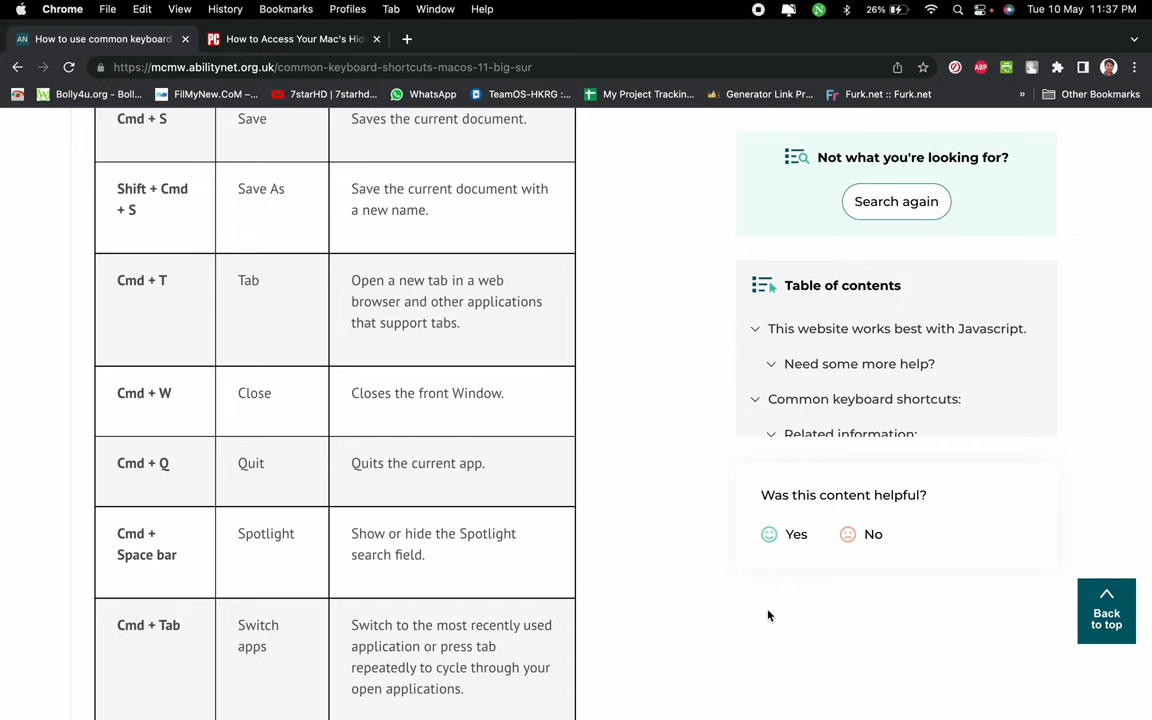 Chrome File Edit View History Bookmarks Profiles Tab Window Help 26% Tue 10 May 11:37 PM
How to use common keyboard How to Access Your Mac's Hid
https://mcmw.abilitynet.org.uk/common-keyboard-shortcuts-macos-11-big-sur
Bolly4u.org - Boll... FilMyNew.CoM –... 7starHD | 7starhd... WhatsApp TeamOS-HKRG :... My Project Trackin... Generator Link Pr... Furk.net :: Furk.net » Other Bookmarks
Cmd + S Save Saves the current document.
Shift + Cmd + S Save As Save the current document with
a new name.
Cmd + T Tab Open a new tab in a web
browser and other applications
that support tabs.
Cmd + W Close Closes the front Window.
Cmd + Q Quit Quits the current app.
Cmd +
Space bar Spotlight Show or hide the Spotlight
search field.
Cmd + Tab Switch
apps Switch to the most recently used
application or press tab
repeatedly to cycle through your
open applications.
Not what you're looking for?
Search again
Table of contents
This website works best with Javascript.
Need some more help?
Common keyboard shortcuts:
Related information:
Was this content helpful?
Yes No
Back
to top